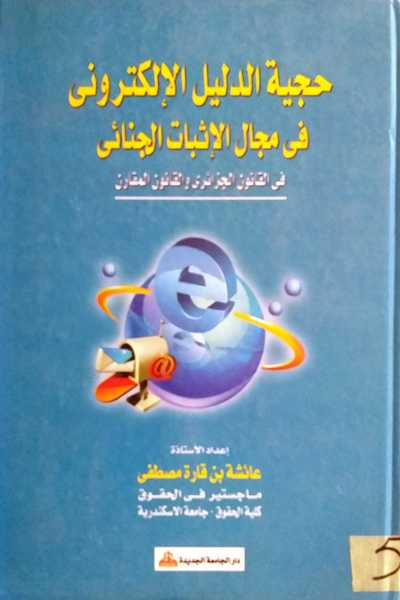 حجية الدليل الإلكترونى
فى مجال الإثبات الجنائى
فى القانون الجزائرى والقانون المقارن
e
@
إعداد الأستاذة
عائشة بن قارة مصطفى
ماجستير فى الحقوق
كلية الحقوق - جامعة الاسكندرية
دار الجامعة الجديدة
5